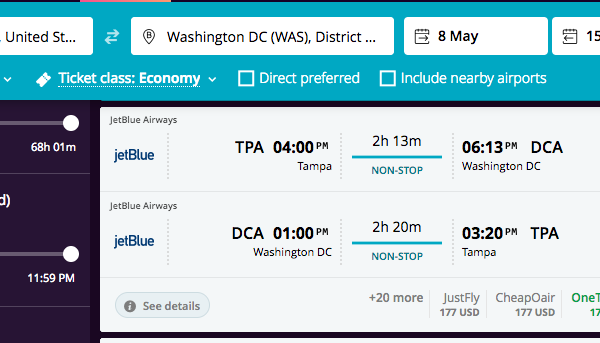 , United St...
Washington DC (WAS), District ...
8 May
15
Ticket class: Economy
Direct preferred
Include nearby airports
68h 01m
d)
11:59 PM
JetBlue Airways
jetBlue
TPA 04:00 PM
Tampa
2h 13m
NON-STOP
06:13 PM DCA
Washington DC
JetBlue Airways
jetBlue
DCA 01:00 PM
Washington DC
2h 20m
NON-STOP
03:20 PM TPA
Tampa
See details
+20 more
JustFly
177 USD
CheapOair
177 USD
OneT
17